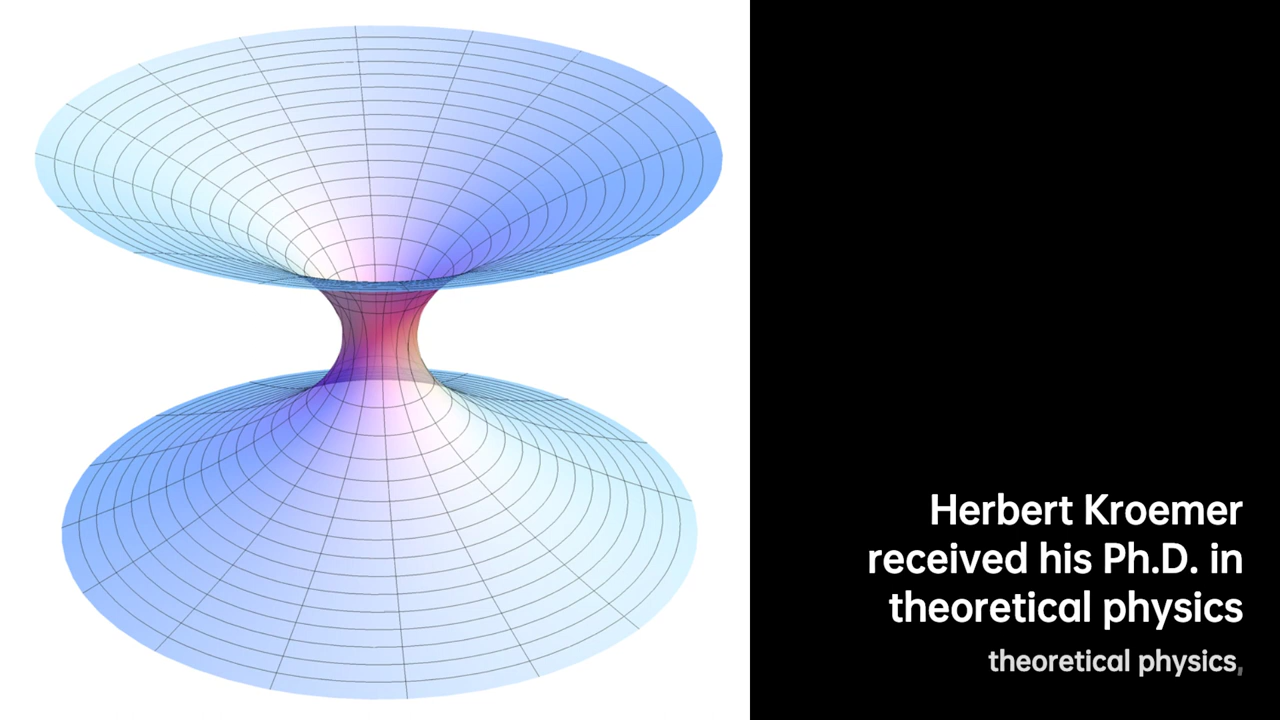 Herbert Kroemer
received his Ph.D. in
theoretical physics
theoretical physics,